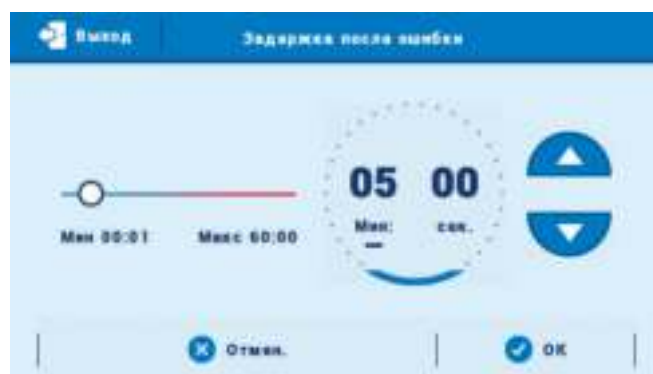 Выход
Задержка после ошибки
05 00
Мин: сек.
Мин 00:01 Макс 60:00
Отмен.
ОК